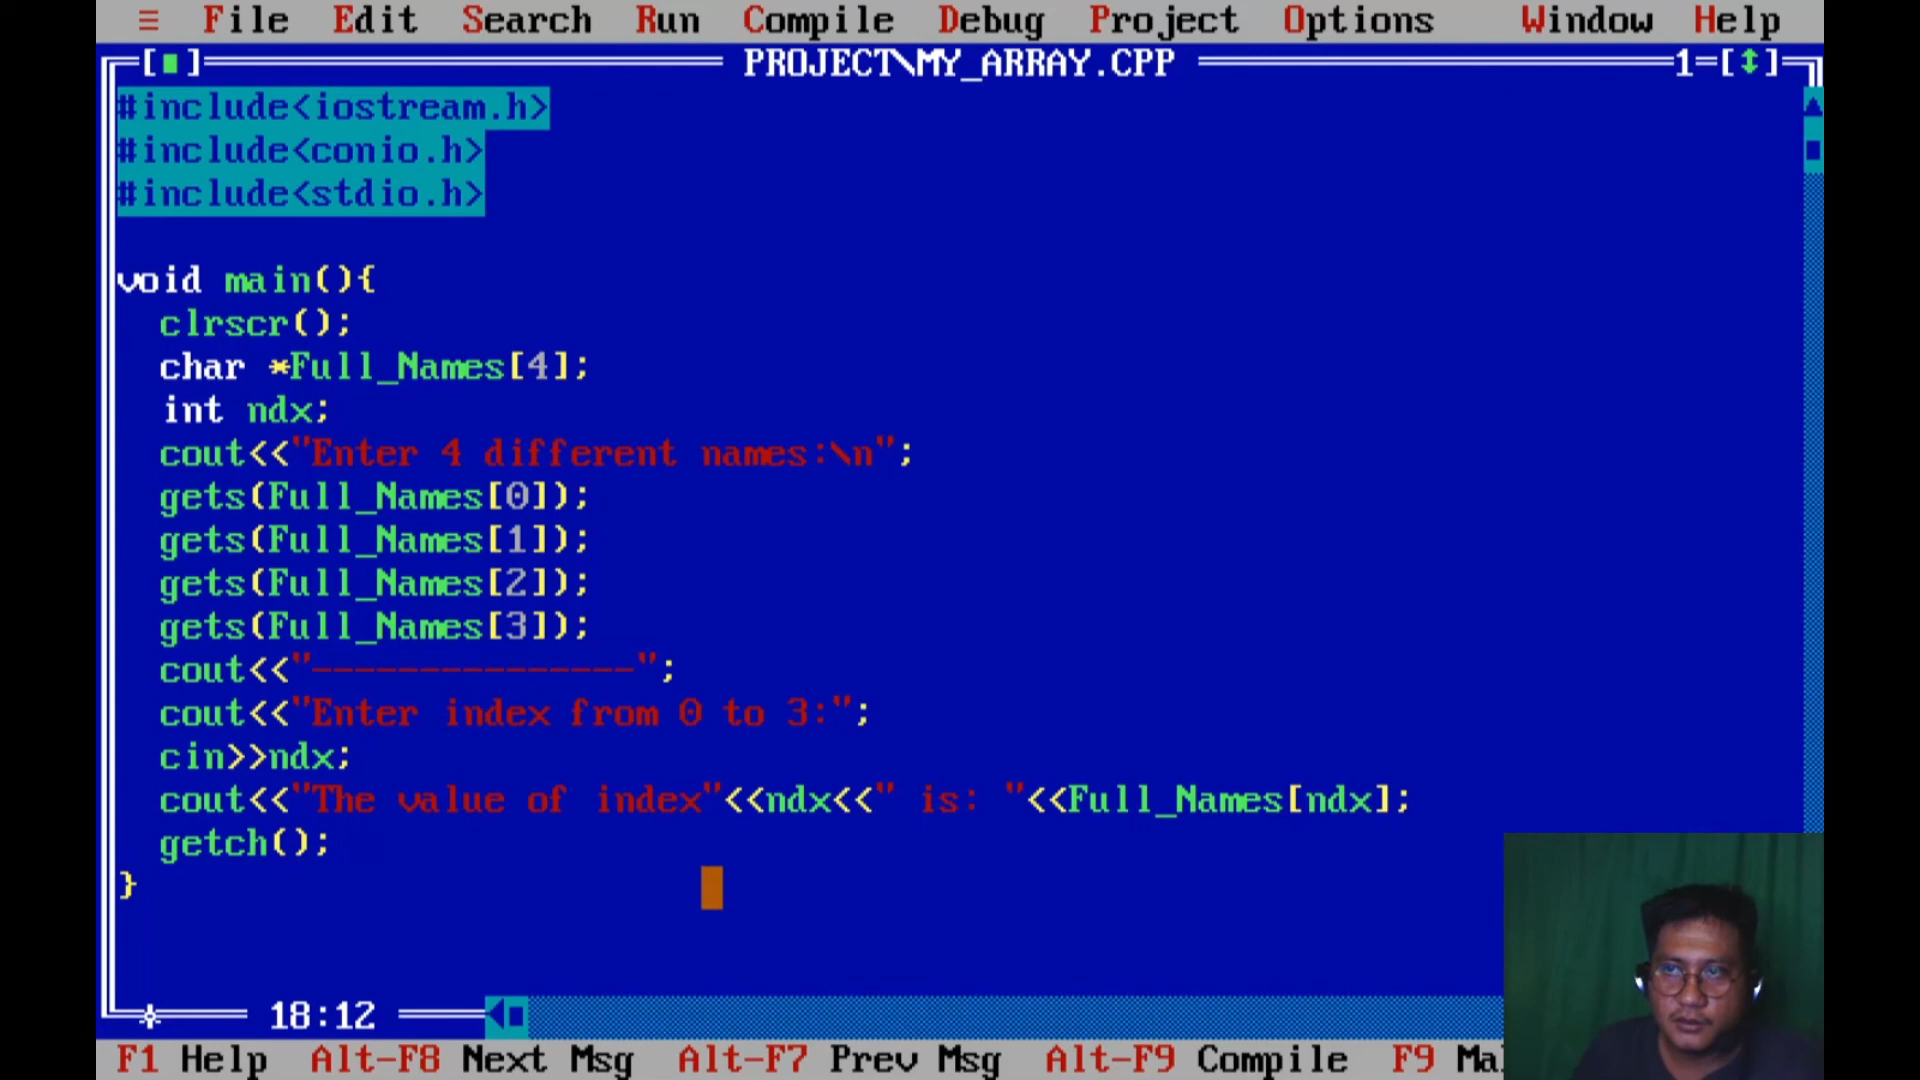 ≡ File Edit Search Run Compile Debug Project Options Window Help
[■] PROJECT\MY_ARRAY.CPP 1=[↕]
#include<iostream.h>
#include<conio.h>
#include<stdio.h>
void main(){
clrscr();
char *Full_Names[4];
int ndx;
cout<<"Enter 4 different names:\n";
gets(Full_Names[0]);
gets(Full_Names[1]);
gets(Full_Names[2]);
gets(Full_Names[3]);
cout<<"---------------";
cout<<"Enter index from 0 to 3:";
cin>>ndx;
cout<<"The value of index"<<ndx<<" is: "<<Full_Names[ndx];
getch();
}
18:12
F1 Help Alt-F8 Next Msg Alt-F7 Prev Msg Alt-F9 Compile F9